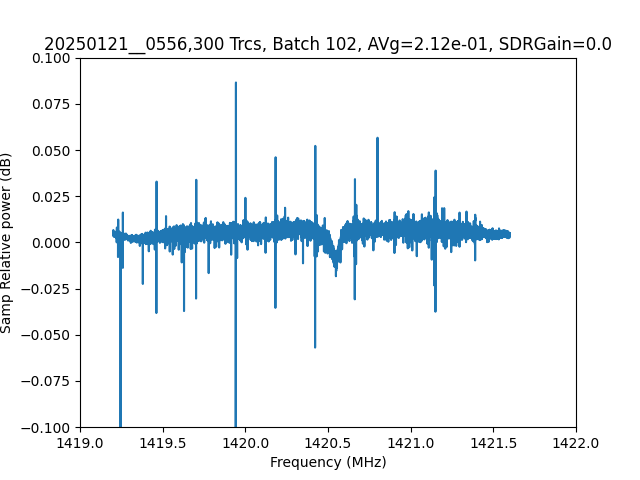 20250121__0556,300 Trcs, Batch 102, AVg=2.12e-01, SDRGain=0.0
0.100
0.075
0.050
0.025
0.000
−0.025
−0.050
−0.075
−0.100
Samp Relative power (dB)
1419.0 1419.5 1420.0 1420.5 1421.0 1421.5 1422.0
Frequency (MHz)